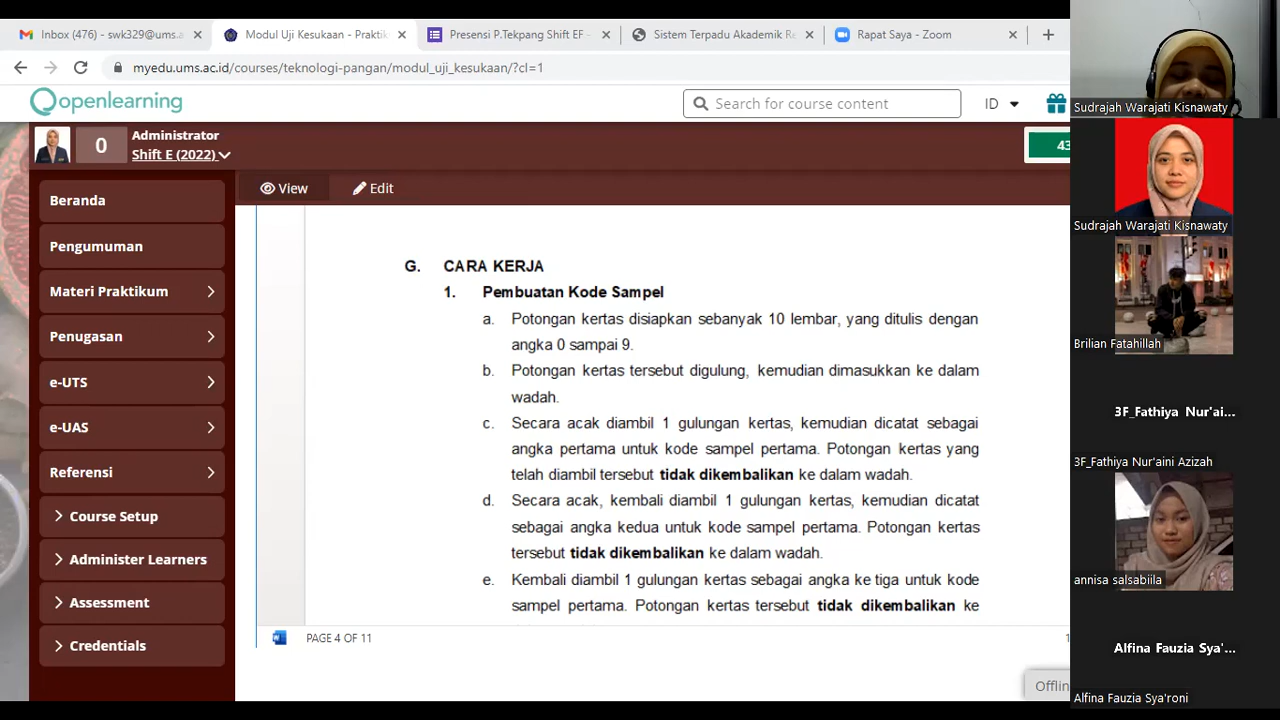 Inbox (476) - swk329@ums.a
Modul Uji Kesukaan - Praktik
Presensi P.Tekpang Shift EF -
Sistem Terpadu Akademik Re
Rapat Saya - Zoom
myedu.ums.ac.id/courses/teknologi-pangan/modul_uji_kesukaan/?cl=1
openlearning
Search for course content
ID
0
Administrator
Shift E (2022)
43
View
Edit
Beranda
Pengumuman
Materi Praktikum
Penugasan
e-UTS
e-UAS
Referensi
Course Setup
Administer Learners
Assessment
Credentials
G. CARA KERJA
1. Pembuatan Kode Sampel
a. Potongan kertas disiapkan sebanyak 10 lembar, yang ditulis dengan
angka 0 sampai 9.
b. Potongan kertas tersebut digulung, kemudian dimasukkan ke dalam
wadah.
c. Secara acak diambil 1 gulungan kertas, kemudian dicatat sebagai
angka pertama untuk kode sampel pertama. Potongan kertas yang
telah diambil tersebut tidak dikembalikan ke dalam wadah.
d. Secara acak, kembali diambil 1 gulungan kertas, kemudian dicatat
sebagai angka kedua untuk kode sampel pertama. Potongan kertas
tersebut tidak dikembalikan ke dalam wadah.
e. Kembali diambil 1 gulungan kertas sebagai angka ke tiga untuk kode
sampel pertama. Potongan kertas tersebut tidak dikembalikan ke
PAGE 4 OF 11
1
Offlin
Sudrajah Warajati Kisnawaty
Sudrajah Warajati Kisnawaty
Brilian Fatahillah
3F_Fathiya Nur'ai...
3F_Fathiya Nur'aini Azizah
annisa salsabiila
Alfina Fauzia Sya'...
Alfina Fauzia Sya'roni